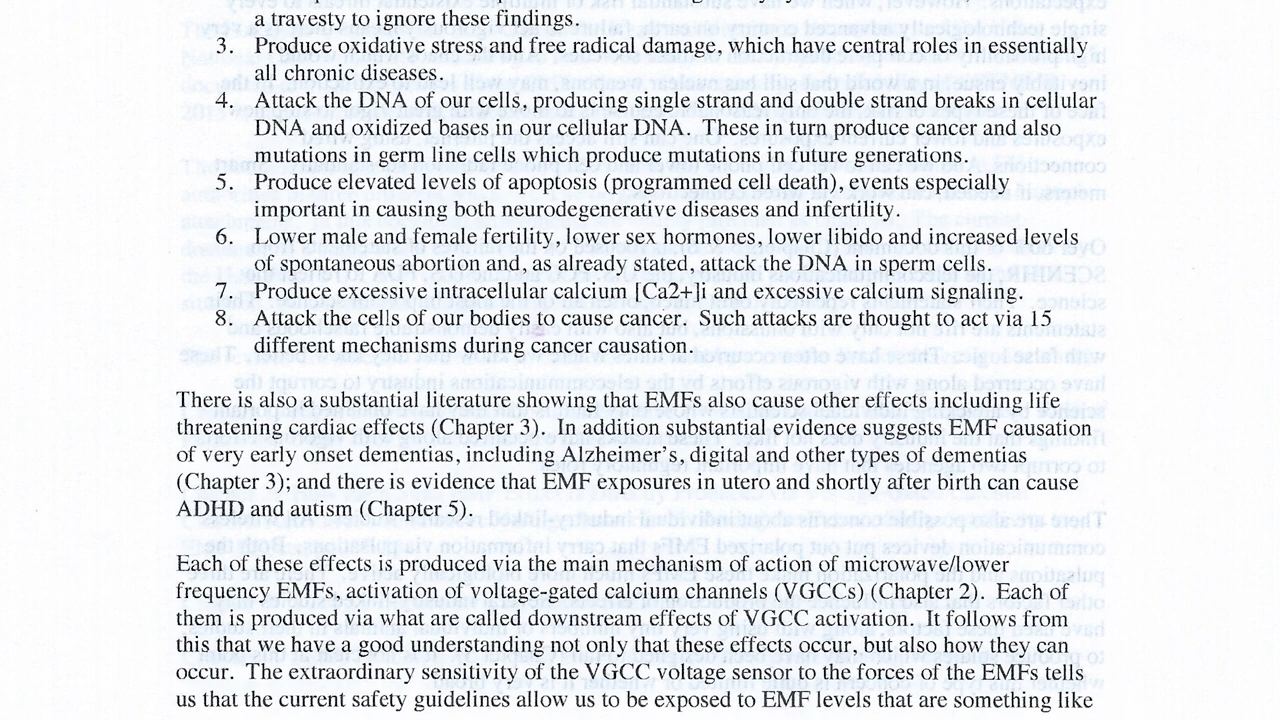 a travesty to ignore these findings.
3. Produce oxidative stress and free radical damage, which have central roles in essentially
all chronic diseases.
4. Attack the DNA of our cells, producing single strand and double strand breaks in cellular
DNA and oxidized bases in our cellular DNA. These in turn produce cancer and also
mutations in germ line cells which produce mutations in future generations.
5. Produce elevated levels of apoptosis (programmed cell death), events especially
important in causing both neurodegenerative diseases and infertility.
6. Lower male and female fertility, lower sex hormones, lower libido and increased levels
of spontaneous abortion and, as already stated, attack the DNA in sperm cells.
7. Produce excessive intracellular calcium [Ca2+]i and excessive calcium signaling.
8. Attack the cells of our bodies to cause cancer. Such attacks are thought to act via 15
different mechanisms during cancer causation.
There is also a substantial literature showing that EMFs also cause other effects including life
threatening cardiac effects (Chapter 3). In addition substantial evidence suggests EMF causation
of very early onset dementias, including Alzheimer's, digital and other types of dementias
(Chapter 3); and there is evidence that EMF exposures in utero and shortly after birth can cause
ADHD and autism (Chapter 5).
Each of these effects is produced via the main mechanism of action of microwave/lower
frequency EMFs, activation of voltage-gated calcium channels (VGCCs) (Chapter 2). Each of
them is produced via what are called downstream effects of VGCC activation. It follows from
this that we have a good understanding not only that these effects occur, but also how they can
occur. The extraordinary sensitivity of the VGCC voltage sensor to the forces of the EMFs tells
us that the current safety guidelines allow us to be exposed to EMF levels that are something like